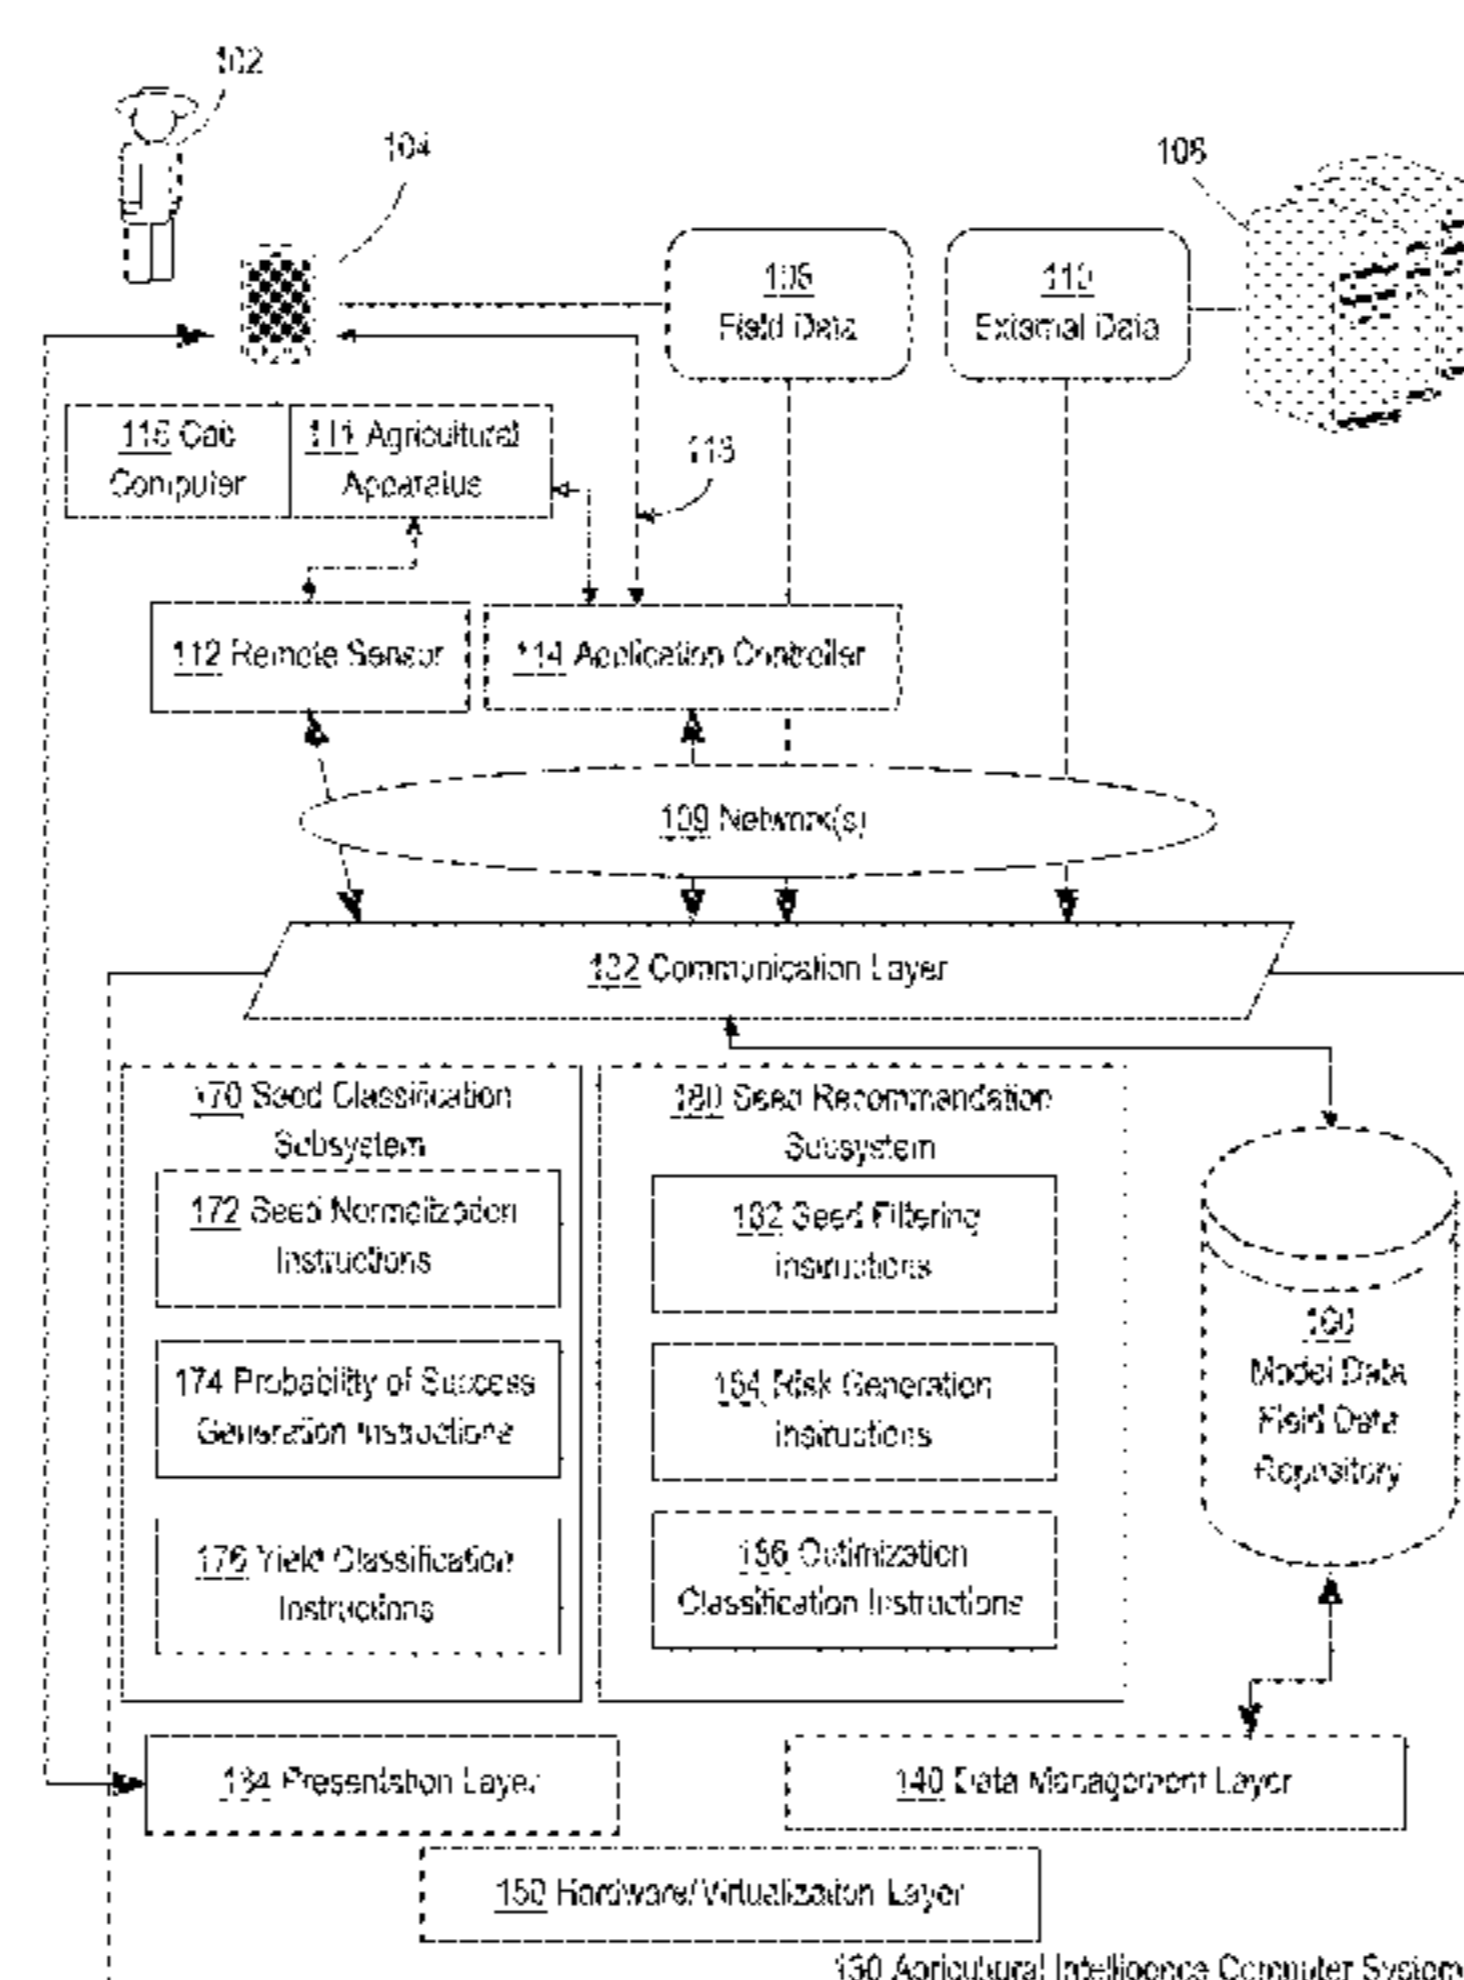 102
104
108
106
Field Data
110
External Data
115 Cab
Computer
111 Agricultural
Apparatus
113
112 Remote Sensor
114 Application Controller
109 Network(s)
132 Communication Layer
170 Seed Classification
Subsystem
172 Seed Normalization
Instructions
174 Probability of Success
Generation Instructions
176 Yield Classification
Instructions
180 Seed Recommendation
Subsystem
182 Seed Filtering
Instructions
184 Risk Generation
Instructions
186 Optimization
Classification Instructions
160
Model Data
Field Data
Repository
134 Presentation Layer
140 Data Management Layer
150 Hardware/Virtualization Layer
130 Agricultural Intelligence Computer System